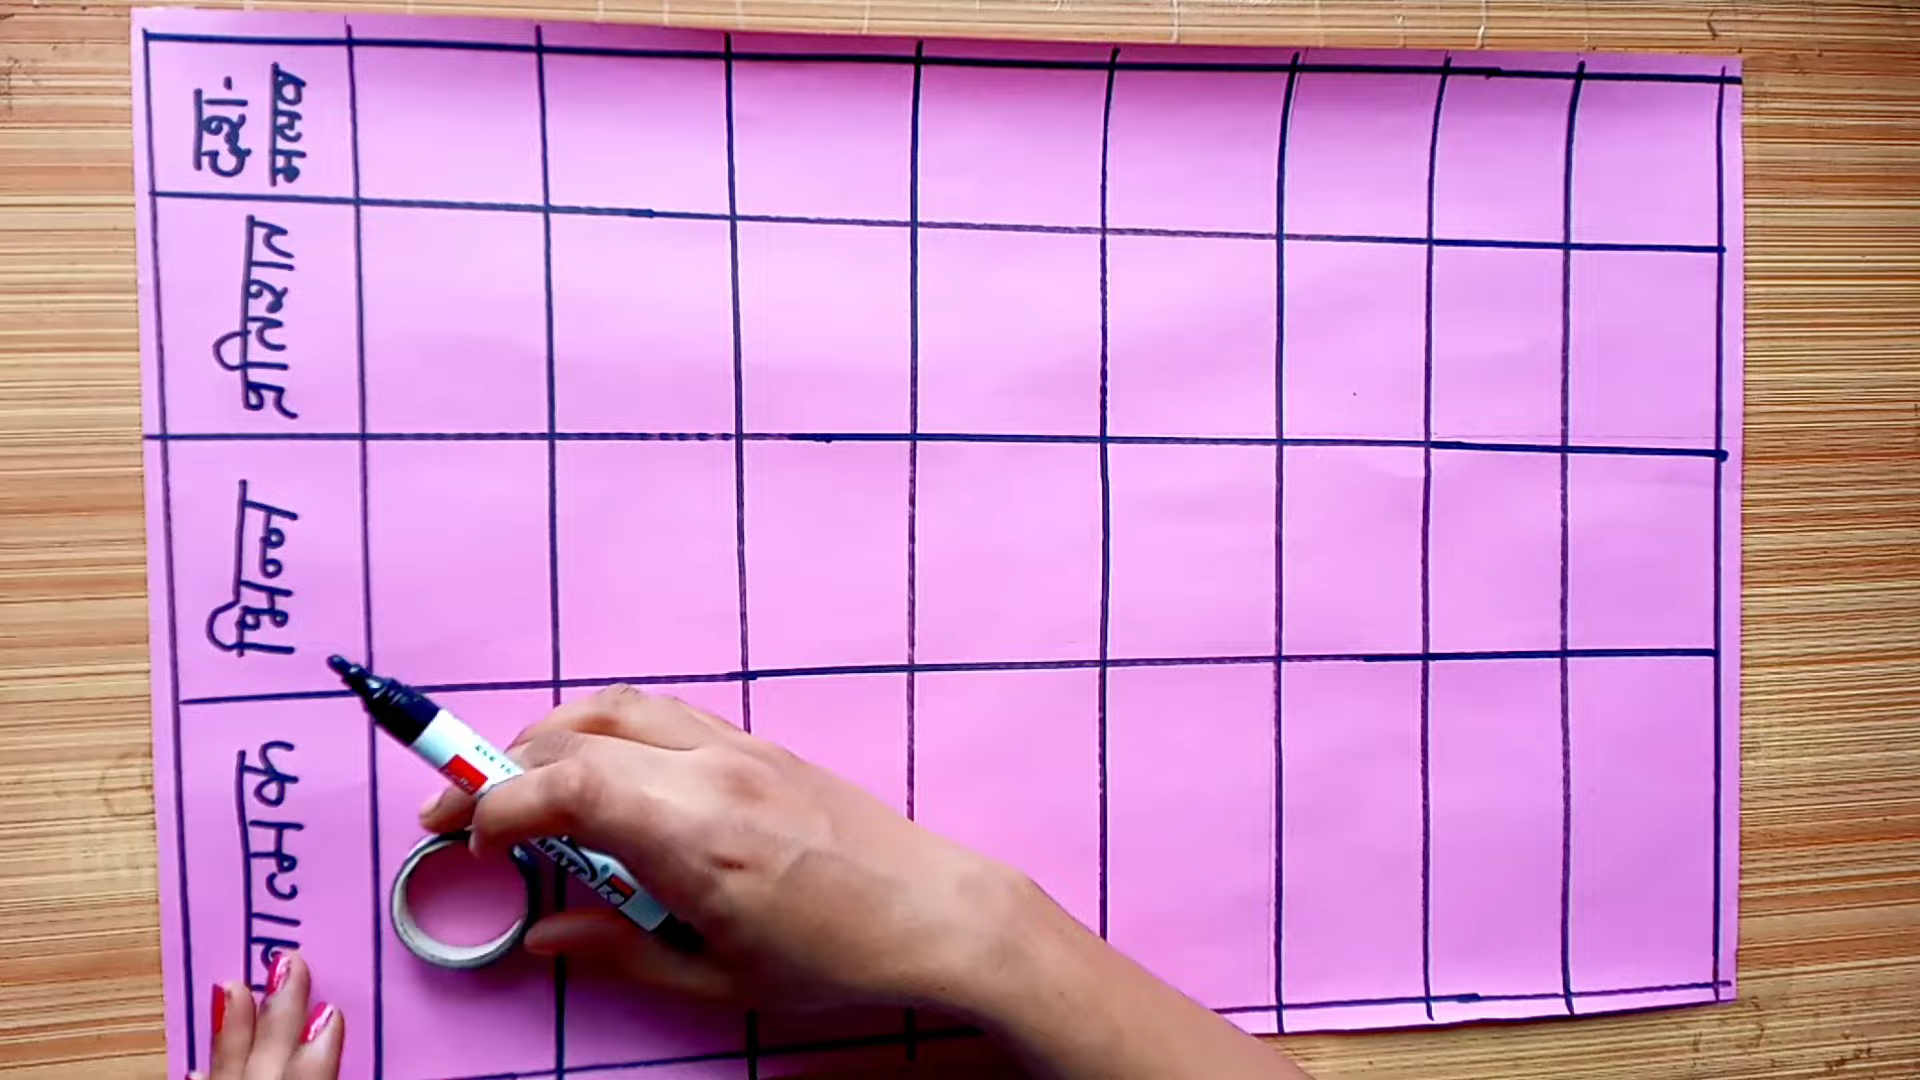 भिन्न
प्रतिशत
दश-
मलव